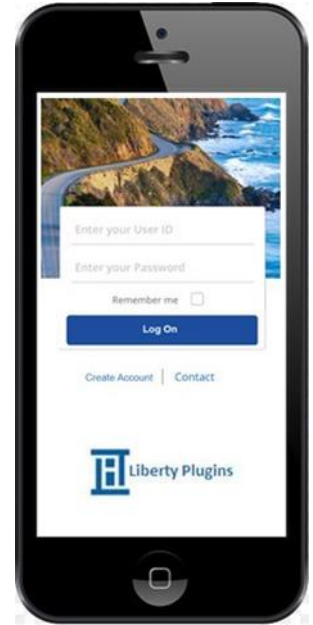 Enter your User ID
Enter your Password
Remember me
Log On
Create Account | Contact
Liberty Plugins